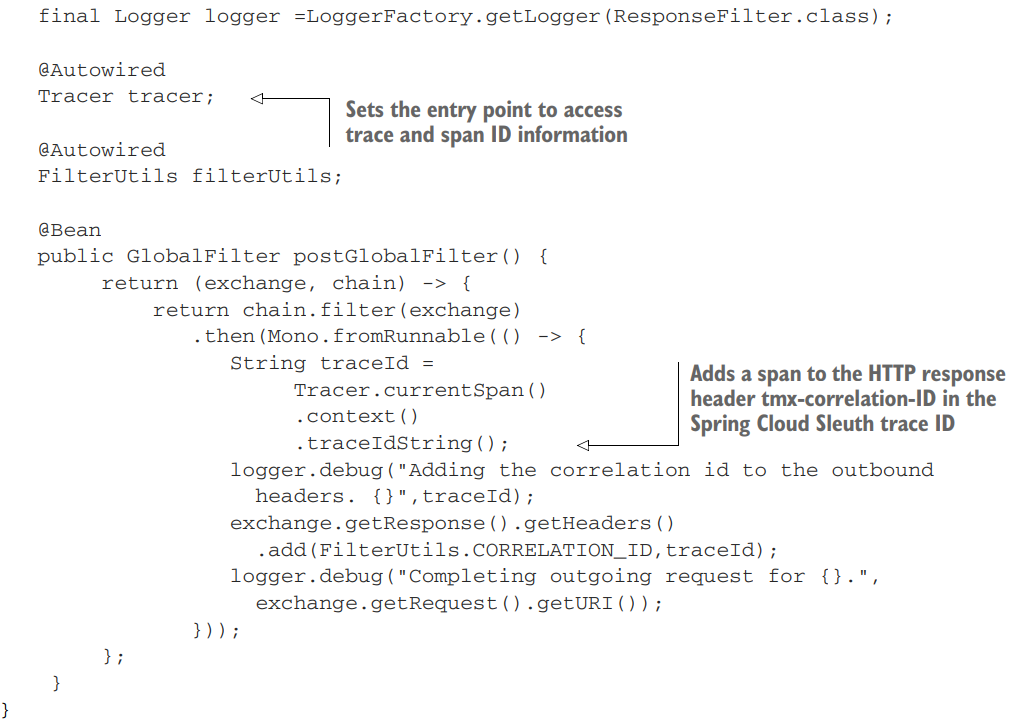 final Logger logger =LoggerFactory.getLogger(ResponseFilter.class);
@Autowired
Tracer tracer;
Sets the entry point to access
trace and span ID information
@Autowired
FilterUtils filterUtils;
@Bean
public GlobalFilter postGlobalFilter() {
return (exchange, chain) -> {
return chain.filter(exchange)
.then(Mono.fromRunnable(() -> {
String traceId =
Tracer.currentSpan()
.context()
.traceIdString();
Adds a span to the HTTP response
header tmx-correlation-ID in the
Spring Cloud Sleuth trace ID
logger.debug("Adding the correlation id to the outbound
headers. {}",traceId);
exchange.getResponse().getHeaders()
.add(FilterUtils.CORRELATION_ID,traceId);
logger.debug("Completing outgoing request for {}.",
exchange.getRequest().getURI());
}));
};
}
}